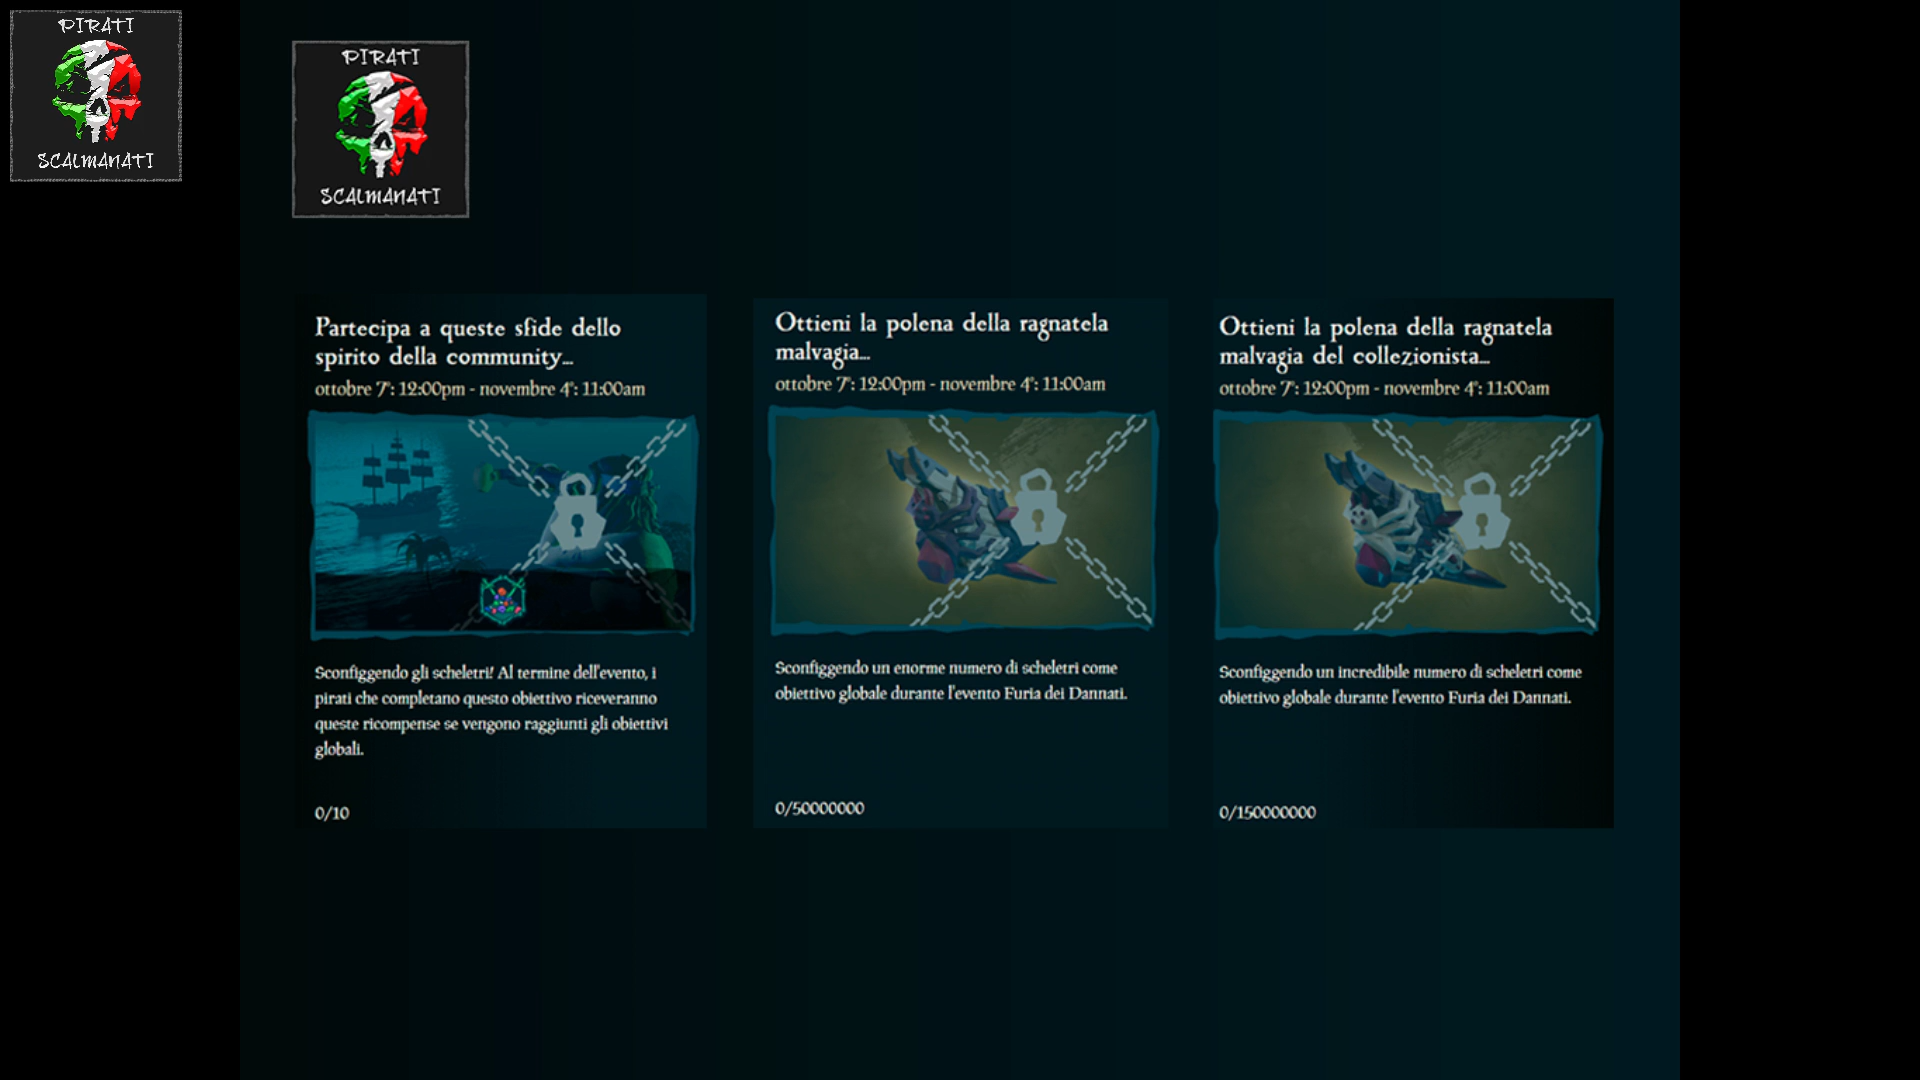 PIRATI
SCALMANATI
PIRATI
SCALMANATI
Partecipa a queste sfide dello
spirito della community...
ottobre 7°: 12:00pm - novembre 4°: 11:00am
Sconfiggendo gli scheletri! Al termine dell'evento, i
pirati che completano questo obiettivo riceveranno
queste ricompense se vengono raggiunti gli obiettivi
globali.
0/10
Ottieni la polena della ragnatela
malvagia...
ottobre 7°: 12:00pm - novembre 4°: 11:00am
Sconfiggendo un enorme numero di scheletri come
obiettivo globale durante l'evento Furia dei Dannati.
0/50000000
Ottieni la polena della ragnatela
malvagia del collezionista...
ottobre 7°: 12:00pm - novembre 4°: 11:00am
Sconfiggendo un incredibile numero di scheletri come
obiettivo globale durante l'evento Furia dei Dannati.
0/150000000